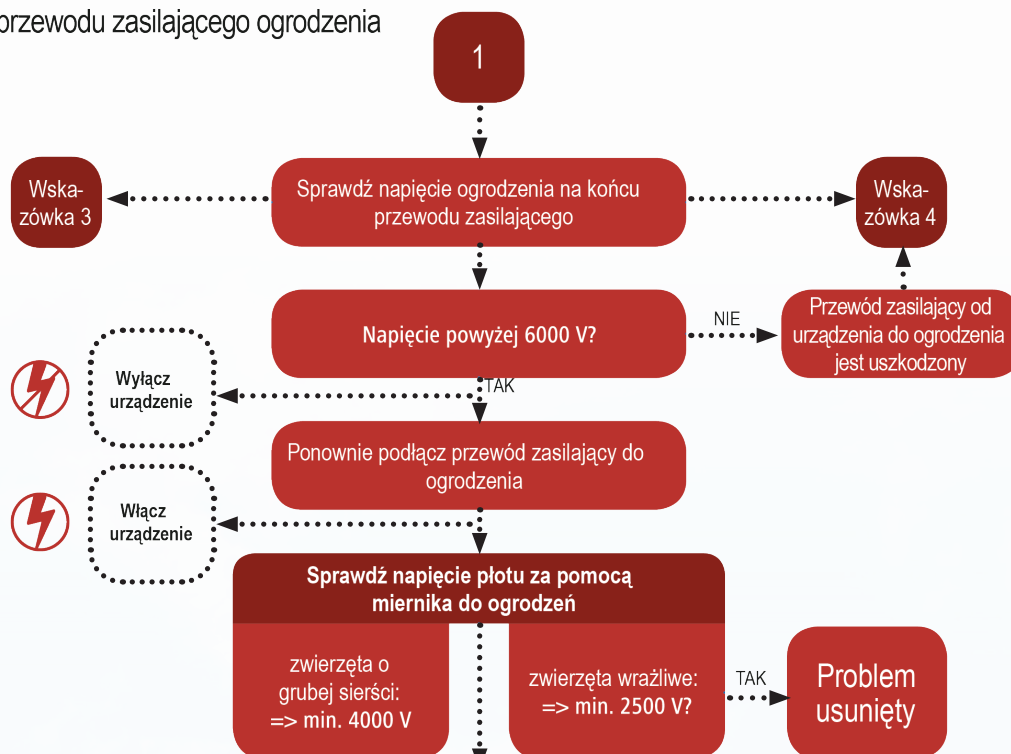 przewodu zasilającego ogrodzenia
1
Wska-
zówka 3
Sprawdź napięcie ogrodzenia na końcu
przewodu zasilającego
Wska-
zówka 4
Napięcie powyżej 6000 V?
NIE
Przewód zasilający od
urządzenia do ogrodzenia
jest uszkodzony
Wyłącz
urządzenie
TAK
Ponownie podłącz przewód zasilający do
ogrodzenia
Włącz
urządzenie
Sprawdź napięcie płotu za pomocą
miernika do ogrodzeń
zwierzęta o
grubej sierści:
=> min. 4000 V
zwierzęta wrażliwe:
=> min. 2500 V?
TAK
Problem
usunięty